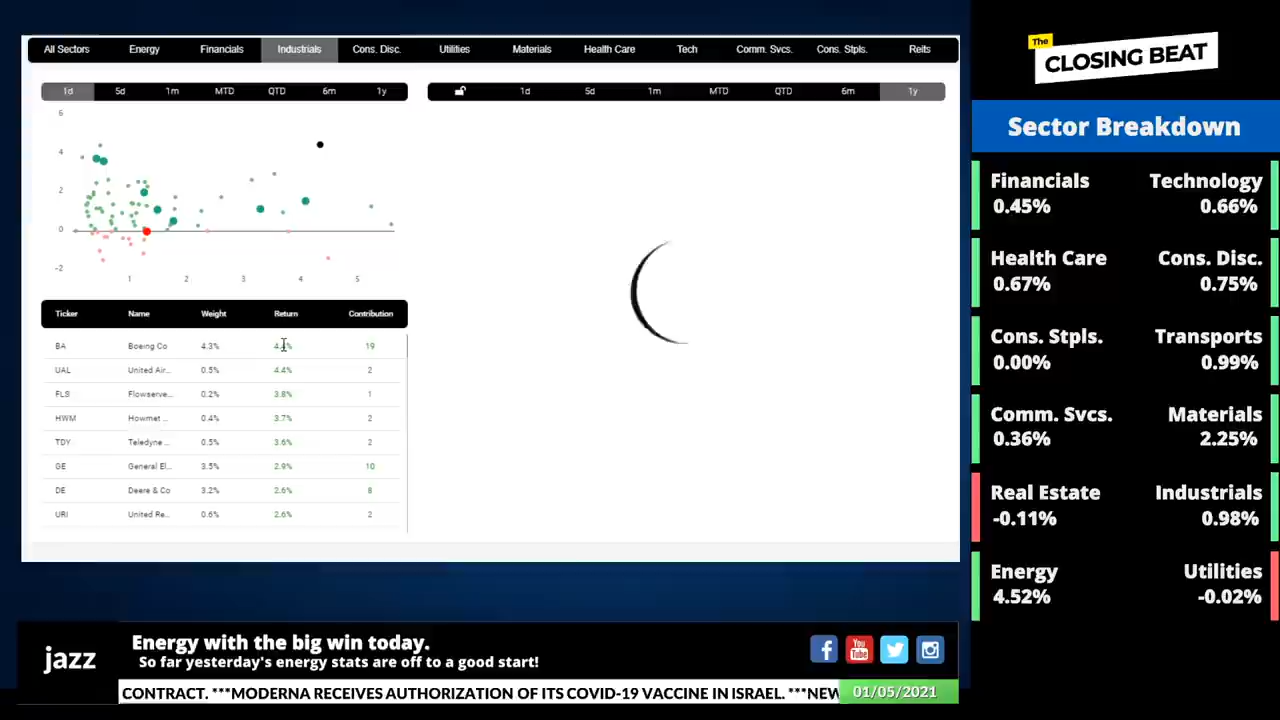 All Sectors Energy Financials Industrials Cons. Disc. Utilities Materials Health Care Tech Comm. Svcs. Cons. Stpls. Reits
1d 5d 1m MTD QTD 6m 1y
1d 5d 1m MTD QTD 6m 1y
6
4
2
0
-2
1 2 3 4 5
Ticker Name Weight Return Contribution
BA Boeing Co 4.3% 19
UAL United Air... 0.5% 4.4% 2
FLS Flowserve... 0.2% 3.8% 1
HWM Howmet ... 0.4% 3.7% 2
TDY Teledyne ... 0.5% 3.6% 2
GE General El... 3.5% 2.9% 10
DE Deere & Co 3.2% 2.6% 8
URI United Re... 0.6% 2.6% 2
The
CLOSING BEAT
Sector Breakdown
Financials Technology
0.45% 0.66%
Health Care Cons. Disc.
0.67% 0.75%
Cons. Stpls. Transports
0.00% 0.99%
Comm. Svcs. Materials
0.36% 2.25%
Real Estate Industrials
-0.11% 0.98%
Energy Utilities
4.52% -0.02%
jazz
Energy with the big win today.
So far yesterday's energy stats are off to a good start!
You Tube
CONTRACT. ***MODERNA RECEIVES AUTHORIZATION OF ITS COVID-19 VACCINE IN ISRAEL. ***NEW
01/05/2021